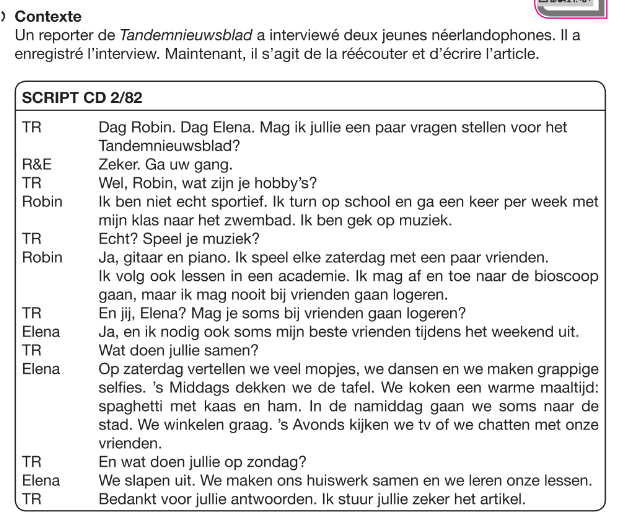 Contexte
Un reporter de Tandemnieuwsblad a interviewé deux jeunes néerlandophones. Il a
enregistré l'interview. Maintenant, il s'agit de la réécouter et d'écrire l'article.
SCRIPT CD 2/82
TR Dag Robin. Dag Elena. Mag ik jullie een paar vragen stellen voor het
Tandemnieuwsblad?
R&E Zeker. Ga uw gang.
TR Wel, Robin, wat zijn je hobby's?
Robin Ik ben niet echt sportief. Ik turn op school en ga een keer per week met
mijn klas naar het zwembad. Ik ben gek op muziek.
TR Echt? Speel je muziek?
Robin Ja, gitaar en piano. Ik speel elke zaterdag met een paar vrienden.
Ik volg ook lessen in een academie. Ik mag af en toe naar de bioscoop
gaan, maar ik mag nooit bij vrienden gaan logeren.
TR En jij, Elena? Mag je soms bij vrienden gaan logeren?
Elena Ja, en ik nodig ook soms mijn beste vrienden tijdens het weekend uit.
TR Wat doen jullie samen?
Elena Op zaterdag vertellen we veel mopjes, we dansen en we maken grappige
selfies. 's Middags dekken we de tafel. We koken een warme maaltijd:
spaghetti met kaas en ham. In de namiddag gaan we soms naar de
stad. We winkelen graag. 's Avonds kijken we tv of we chatten met onze
vrienden.
TR En wat doen jullie op zondag?
Elena We slapen uit. We maken ons huiswerk samen en we leren onze lessen.
TR Bedankt voor jullie antwoorden. Ik stuur jullie zeker het artikel.